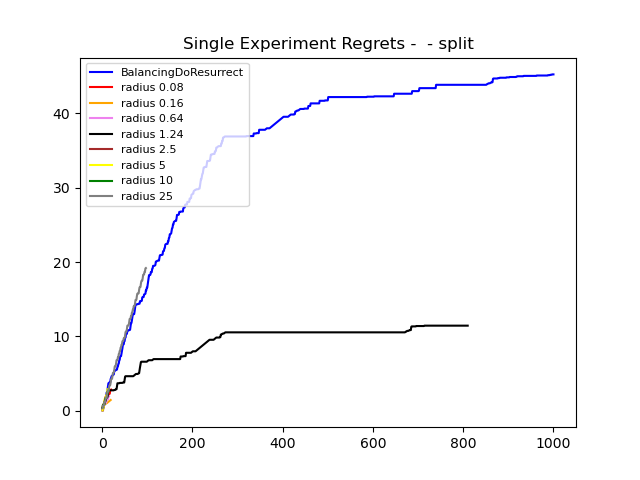 Single Experiment Regrets -  - split
BalancingDoResurrect
radius 0.08
radius 0.16
radius 0.64
radius 1.24
radius 2.5
radius 5
radius 10
radius 25
40
30
20
10
0
0 200 400 600 800 1000